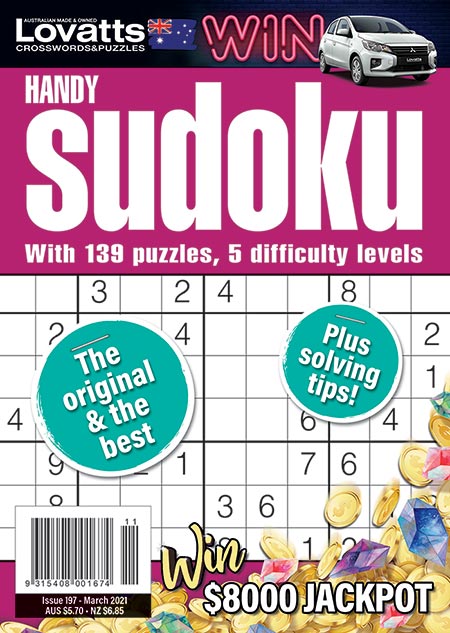 AUSTRALIAN MADE & OWNED
Lovatts
CROSSWORDS&PUZZLES
WIN
Lovatts
HANDY
sudoku
With 139 puzzles, 5 difficulty levels
3 2 4 8
2 4 2
1
4 6 4
9 2 1 7 6
8 3 6
1 2
The
original
& the
best
Plus
solving
tips!
11
9 315408 001674
Issue 197 - March 2021
AUS $5.70 - NZ $6.85
Win
$8000 JACKPOT